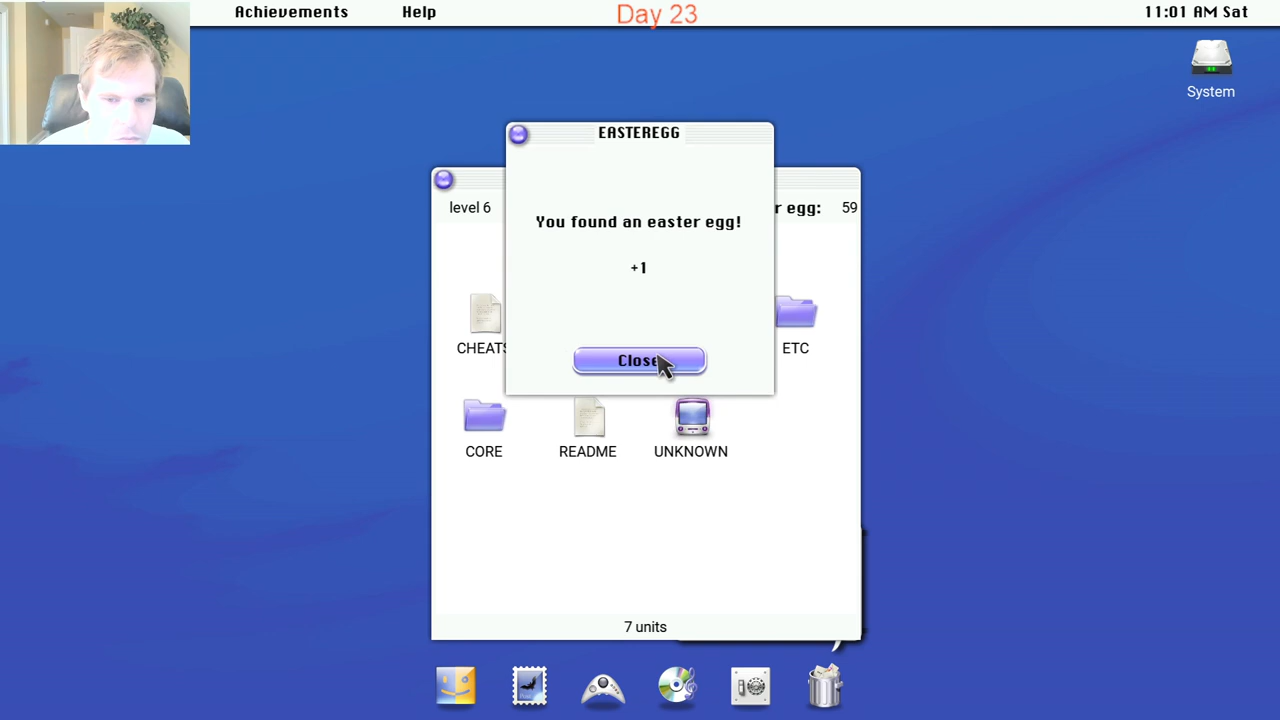 Achievements Help Day 23 11:01 AM Sat
System
EASTEREGG
level 6 r egg: 59
You found an easter egg!
+1
CHEATS ETC
Close
CORE README UNKNOWN
7 units